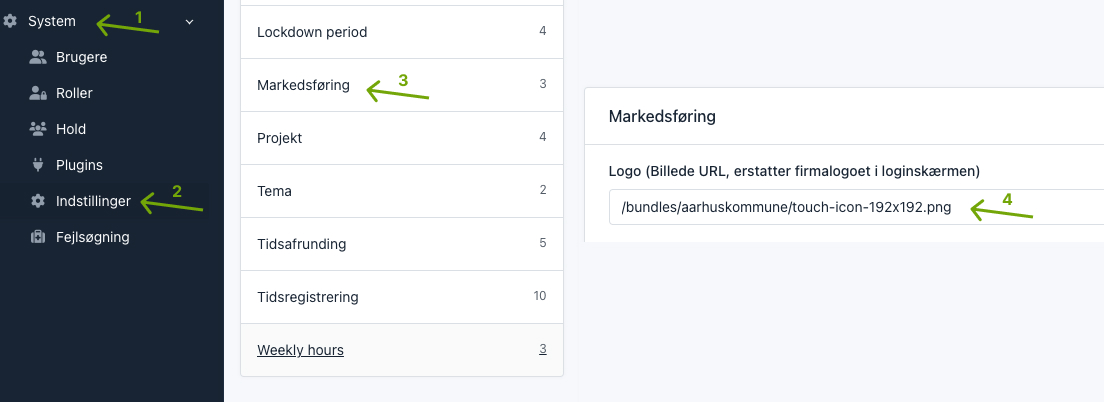 System
1
Brugere
Roller
Hold
Plugins
Indstillinger
2
Fejlsøgning
Lockdown period 4
Markedsføring 3
3
Projekt 4
Tema 2
Tidsafrunding 5
Tidsregistrering 10
Weekly hours 3
Markedsføring
Logo (Billede URL, erstatter firmalogoet i loginskærmen)
/bundles/aarhuskommune/touch-icon-192x192.png
4